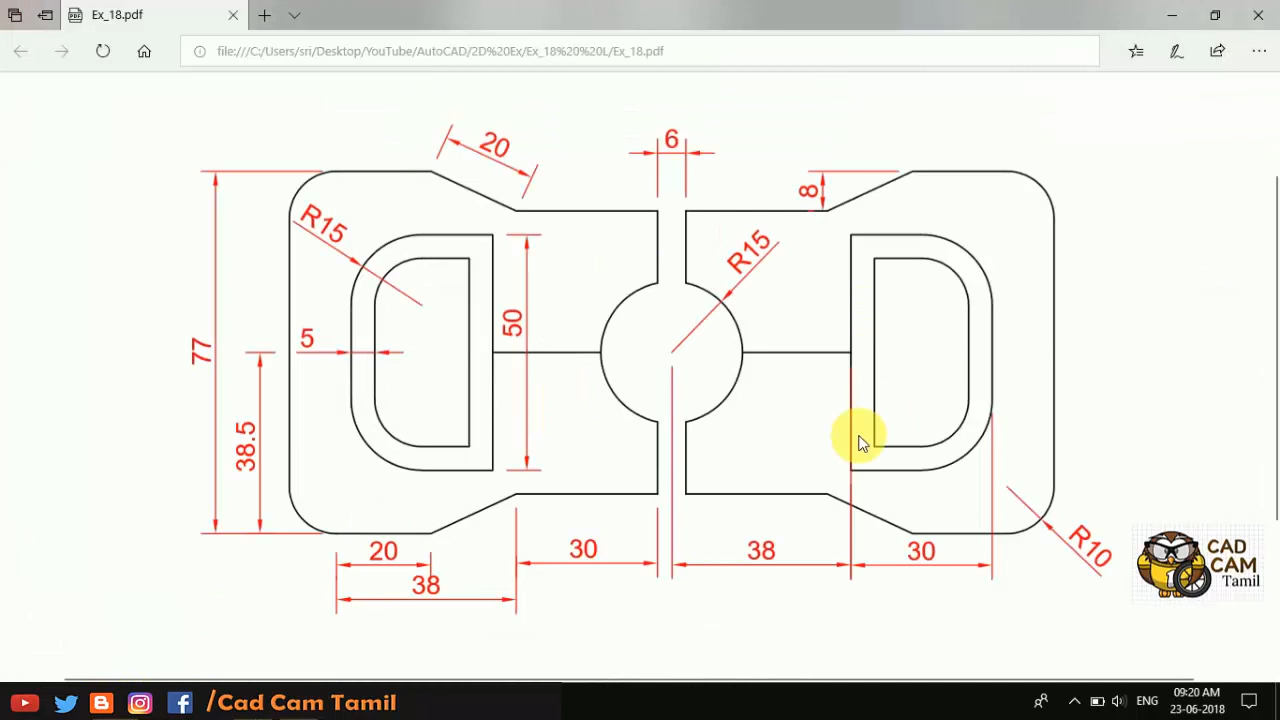 Ex_18.pdf
file:///C:/Users/sri/Desktop/YouTube/AutoCAD/2D%20Ex/Ex_18%20%20L/Ex_18.pdf
20
6
8
R15
R15
77
50
5
38.5
20
30
38
30
R10
38
CAD
CAM
Tamil
/Cad Cam Tamil
ENG
09:20 AM
23-06-2018